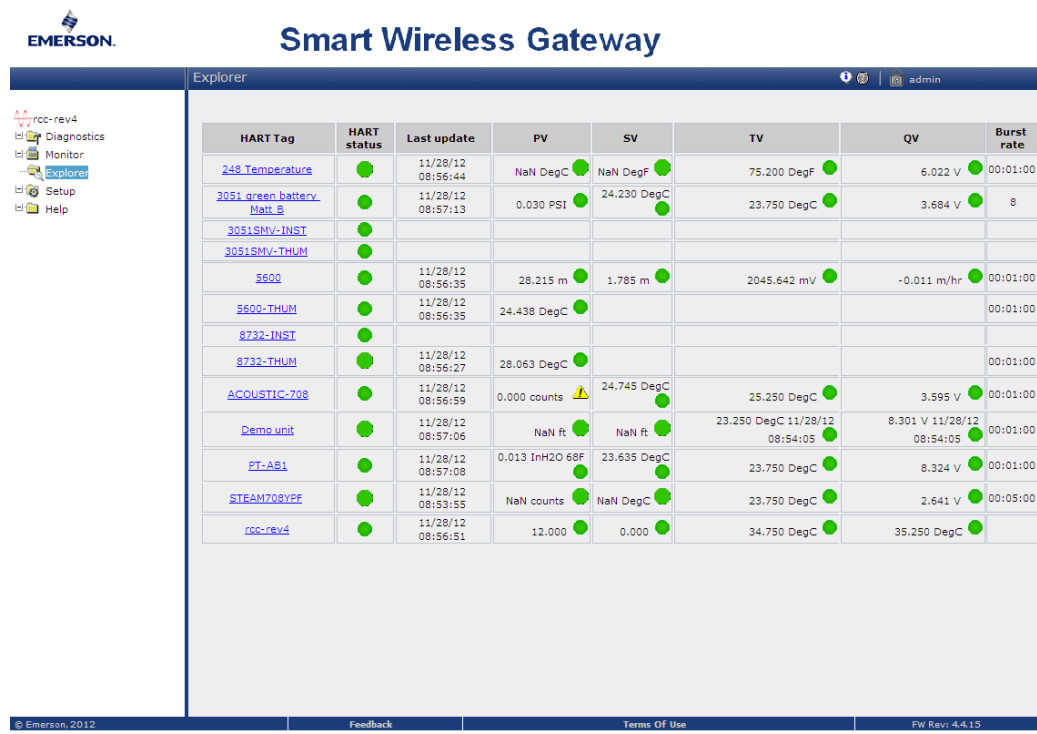 EMERSON.
Smart Wireless Gateway
Explorer
admin
rcc-rev4
Diagnostics
Monitor
Explorer
Setup
Help
HART Tag HART status Last update PV SV TV QV Burst rate
248 Temperature 11/28/12 08:56:44 NaN DegC NaN DegF 75.200 DegF 6.022 V 00:01:00
3051 green battery Matt B 11/28/12 08:57:13 0.030 PSI 24.230 DegC 23.750 DegC 3.684 V 8
3051SMV-INST
3051SMV-THUM
5600 11/28/12 08:56:35 28.215 m 1.785 m 2045.642 mV -0.011 m/hr 00:01:00
5600-THUM 11/28/12 08:56:35 24.438 DegC 00:01:00
8732-INST
8732-THUM 11/28/12 08:56:27 28.063 DegC 00:01:00
ACOUSTIC-708 11/28/12 08:56:59 0.000 counts 24.745 DegC 25.250 DegC 3.595 V 00:01:00
Demo unit 11/28/12 08:57:06 NaN ft NaN ft 23.250 DegC 11/28/12 08:54:05 8.301 V 11/28/12 08:54:05 00:01:00
PT-AB1 11/28/12 08:57:08 0.013 InH2O 68F 23.635 DegC 23.750 DegC 8.324 V 00:01:00
STEAM708YPF 11/28/12 08:53:55 NaN counts NaN DegC 23.750 DegC 2.641 V 00:05:00
rcc-rev4 11/28/12 08:56:51 12.000 0.000 34.750 DegC 35.250 DegC
© Emerson, 2012 Feedback Terms Of Use FW Rev: 4.4.15